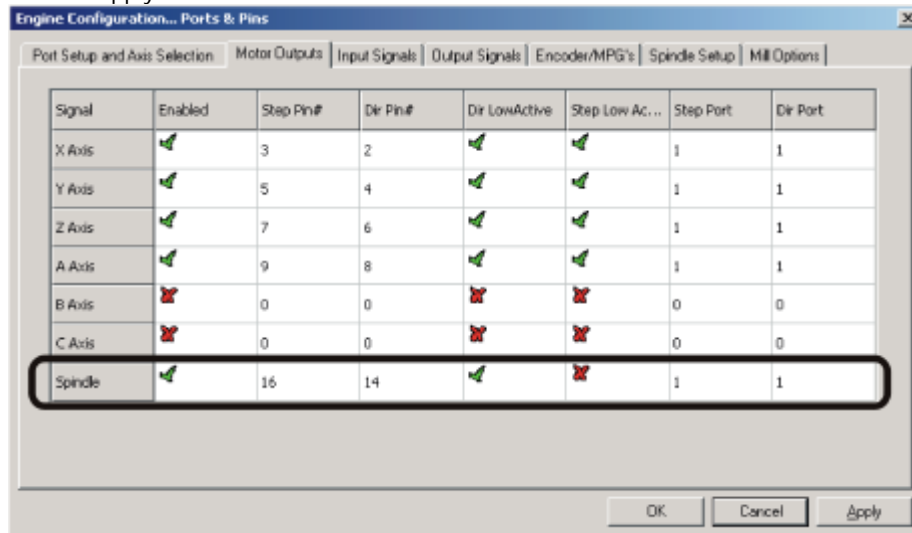 Engine Configuration... Ports & Pins
Port Setup and Axis Selection Motor Outputs Input Signals Output Signals Encoder/MPG's Spindle Setup Mill Options
Signal Enabled Step Pin# Dir Pin# Dir LowActive Step Low Ac... Step Port Dir Port
X Axis 3 2 1 1
Y Axis 5 4 1 1
Z Axis 7 6 1 1
A Axis 9 8 1 1
B Axis 0 0 0 0
C Axis 0 0 0 0
Spindle 16 14 1 1
OK Cancel Apply